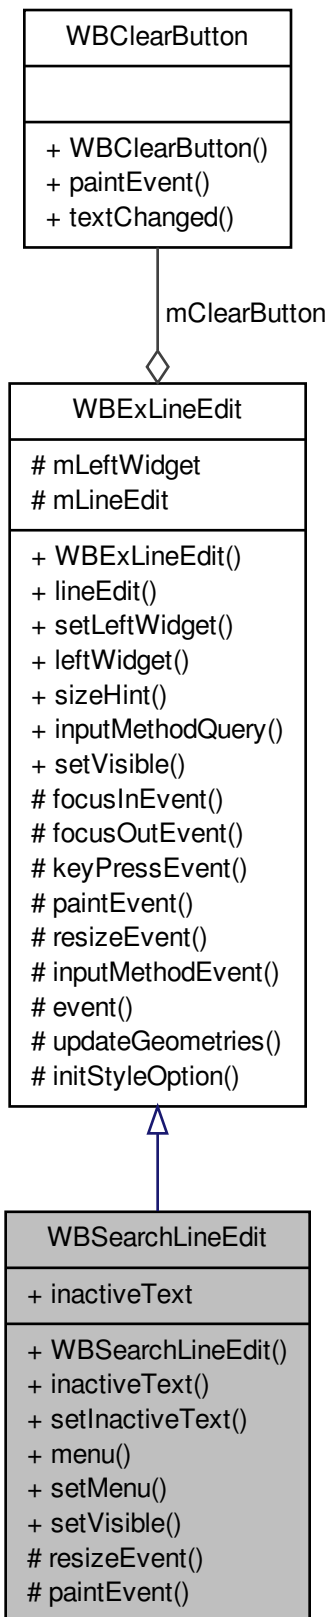 WBClearButton
+ WBClearButton()
+ paintEvent()
+ textChanged()
mClearButton
WBExLineEdit
# mLeftWidget
# mLineEdit
+ WBExLineEdit()
+ lineEdit()
+ setLeftWidget()
+ leftWidget()
+ sizeHint()
+ inputMethodQuery()
+ setVisible()
# focusInEvent()
# focusOutEvent()
# keyPressEvent()
# paintEvent()
# resizeEvent()
# inputMethodEvent()
# event()
# updateGeometries()
# initStyleOption()
WBSearchLineEdit
+ inactiveText
+ WBSearchLineEdit()
+ inactiveText()
+ setInactiveText()
+ menu()
+ setMenu()
+ setVisible()
# resizeEvent()
# paintEvent()